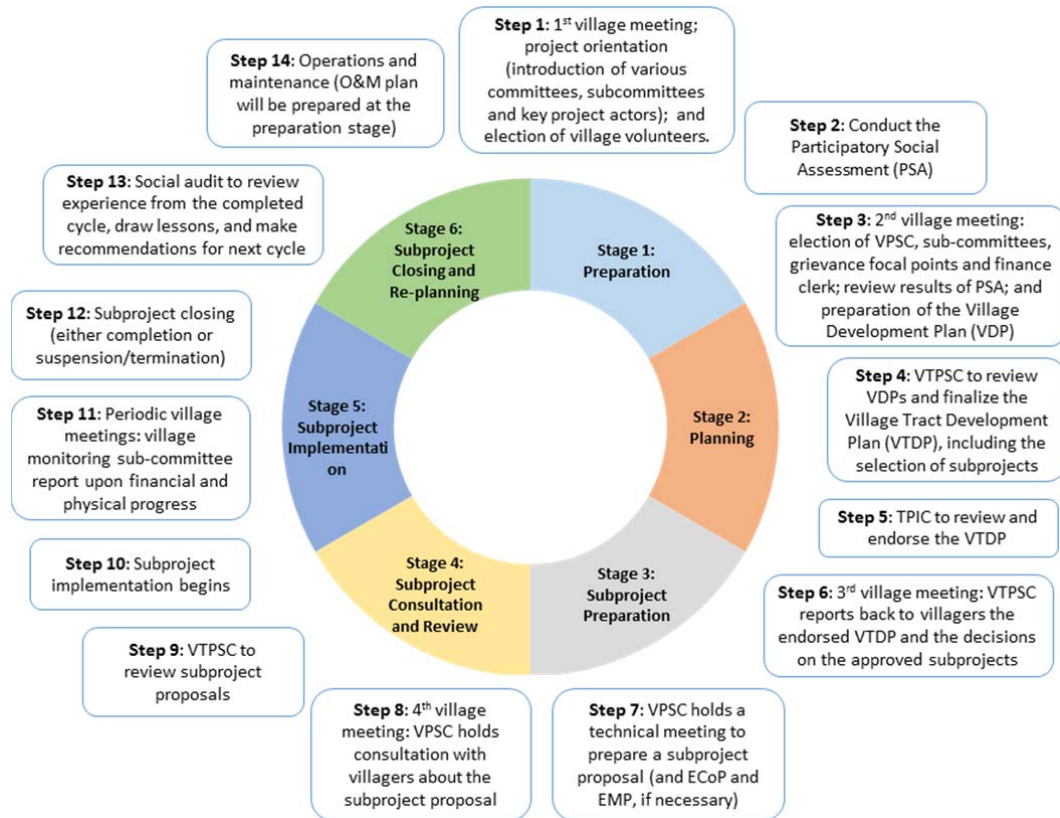 Step 1: 1st village meeting;
project orientation
(introduction of various
committees, subcommittees
and key project actors); and
election of village volunteers.
Step 2: Conduct the
Participatory Social
Assessment (PSA)
Step 3: 2nd village meeting:
election of VPSC, sub-committees,
grievance focal points and finance
clerk; review results of PSA; and
preparation of the Village
Development Plan (VDP)
Step 4: VTPSC to review
VDPs and finalize the
Village Tract Development
Plan (VTDP), including the
selection of subprojects
Step 5: TPIC to review and
endorse the VTDP
Step 6: 3rd village meeting: VTPSC
reports back to villagers the
endorsed VTDP and the decisions
on the approved subprojects
Step 7: VPSC holds a
technical meeting to
prepare a subproject
proposal (and ECoP and
EMP, if necessary)
Step 8: 4th village
meeting: VPSC holds
consultation with
villagers about the
subproject proposal
Step 9: VTPSC to
review subproject
proposals
Step 10: Subproject
implementation begins
Step 11: Periodic village
meetings: village
monitoring sub-committee
report upon financial and
physical progress
Step 12: Subproject closing
(either completion or
suspension/termination)
Step 13: Social audit to review
experience from the completed
cycle, draw lessons, and make
recommendations for next cycle
Step 14: Operations and
maintenance (O&M plan
will be prepared at the
preparation stage)
Stage 1:
Preparation
Stage 2:
Planning
Stage 3:
Subproject
Preparation
Stage 4:
Subproject
Consultation
and Review
Stage 5:
Subproject
Implementati
on
Stage 6:
Subproject
Closing and
Re-planning